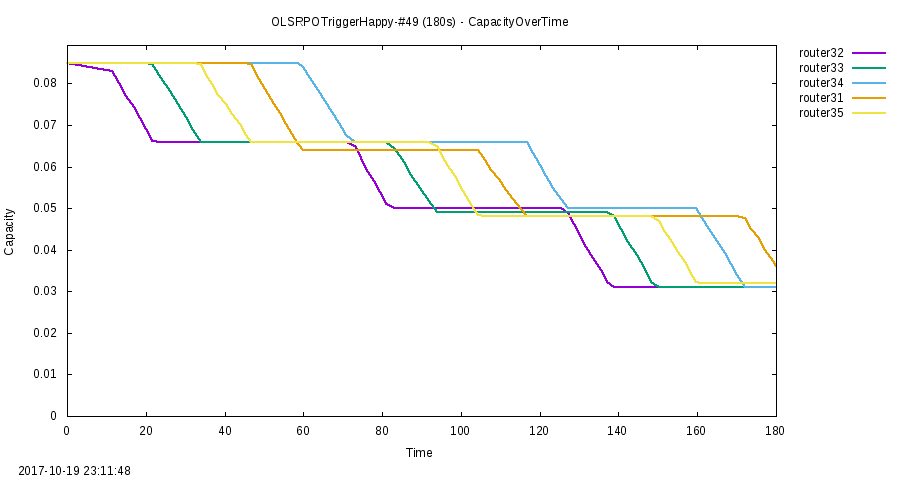 OLSRPOTriggerHappy-#49 (180s) - CapacityOverTime
router32
router33
router34
router31
router35
0.08
0.07
0.06
0.05
0.04
0.03
0.02
0.01
0
Capacity
0 20 40 60 80 100 120 140 160 180
Time
2017-10-19 23:11:48